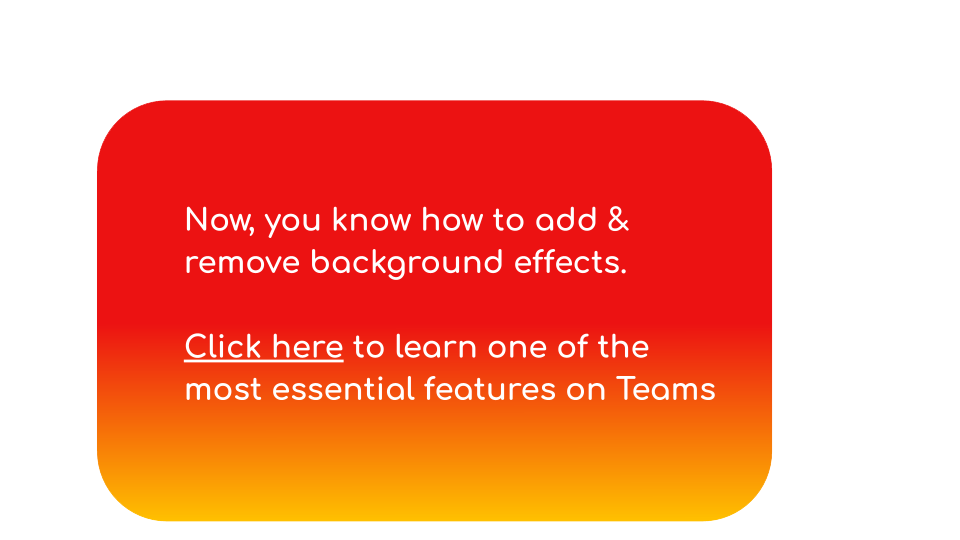 Now, you know how to add &
remove background effects.
Click here to learn one of the
most essential features on Teams